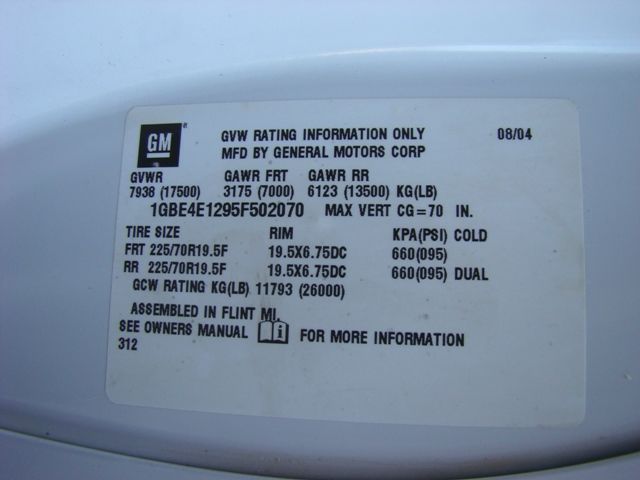 GM® GVW RATING INFORMATION ONLY 08/04
MFD BY GENERAL MOTORS CORP
GVWR GAWR FRT GAWR RR
7938 (17500) 3175 (7000) 6123 (13500) KG(LB)
1GBE4E1295F502070 MAX VERT CG=70 IN.
TIRE SIZE RIM KPA(PSI) COLD
FRT 225/70R19.5F 19.5X6.75DC 660(095)
RR 225/70R19.5F 19.5X6.75DC 660(095) DUAL
GCW RATING KG(LB) 11793 (26000)
ASSEMBLED IN FLINT MI.
SEE OWNERS MANUAL i FOR MORE INFORMATION
312